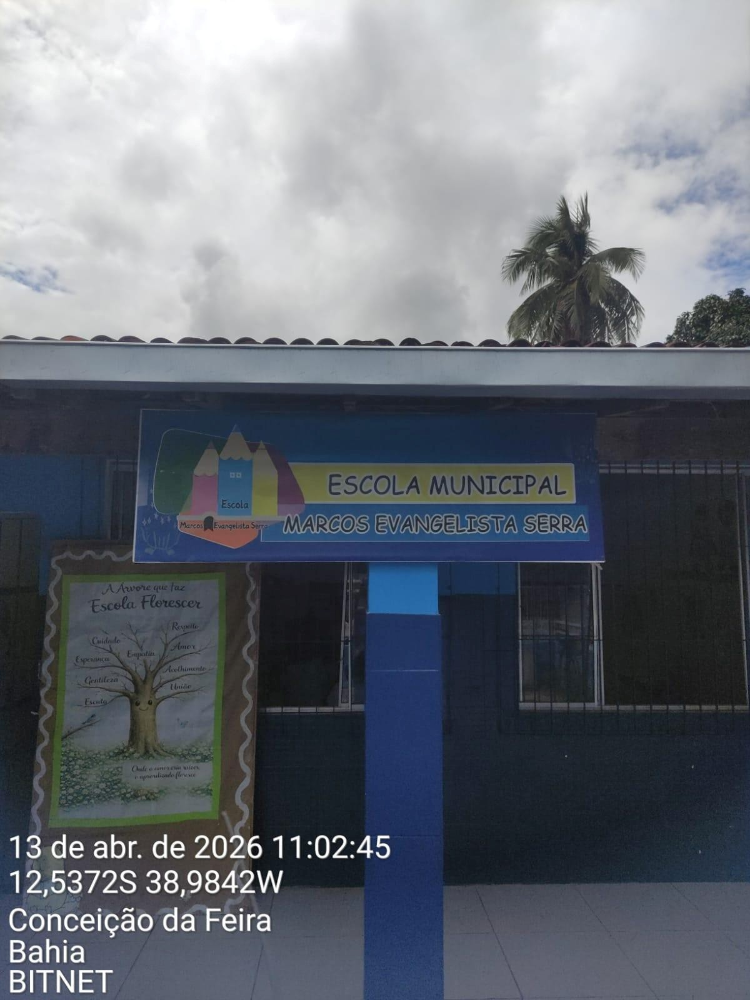 ESCOLA MUNICIPAL
MARCOS EVANGELISTA SERRA
Escola
Marcos Evangelista Serra
A Árvore que faz
Escola Florescer
Respeito
Cuidado
Amor
Empatia
Esperança
Acolhimento
Gentileza
União
Escuta
Onde o amor cria raízes,
o aprendizado floresce
13 de abr. de 2026 11:02:45
12,5372S 38,9842W
Conceição da Feira
Bahia
BITNET